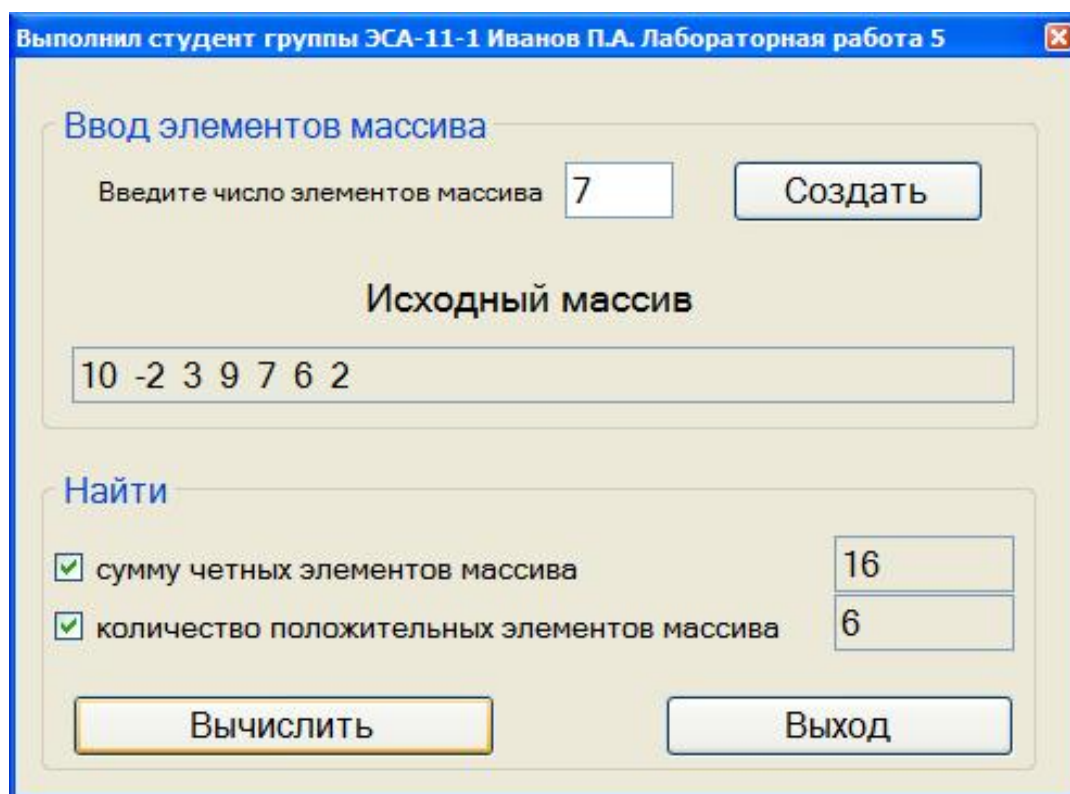 Выполнил студент группы ЭСА-11-1 Иванов П.А. Лабораторная работа 5
Ввод элементов массива
Введите число элементов массива 7 Создать
Исходный массив
10 -2 3 9 7 6 2
Найти
сумму четных элементов массива 16
количество положительных элементов массива 6
Вычислить Выход